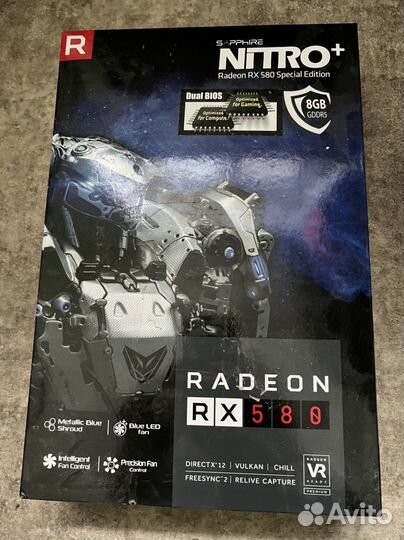 R
SAPPHIRE
NITRO+
Radeon RX 580 Special Edition
Dual BIOS
Optimized for Gaming
Optimized for Compute
8GB
GDDR5
RADEON
RX 580
Metallic Blue Shroud
Blue LED fan
Intelligent Fan Control
Precision Fan Control
DIRECTX®12 | VULKAN | CHILL
FREESYNC™2 | RELIVE CAPTURE
RADEON
VR
READY
PREMIUM
Avito